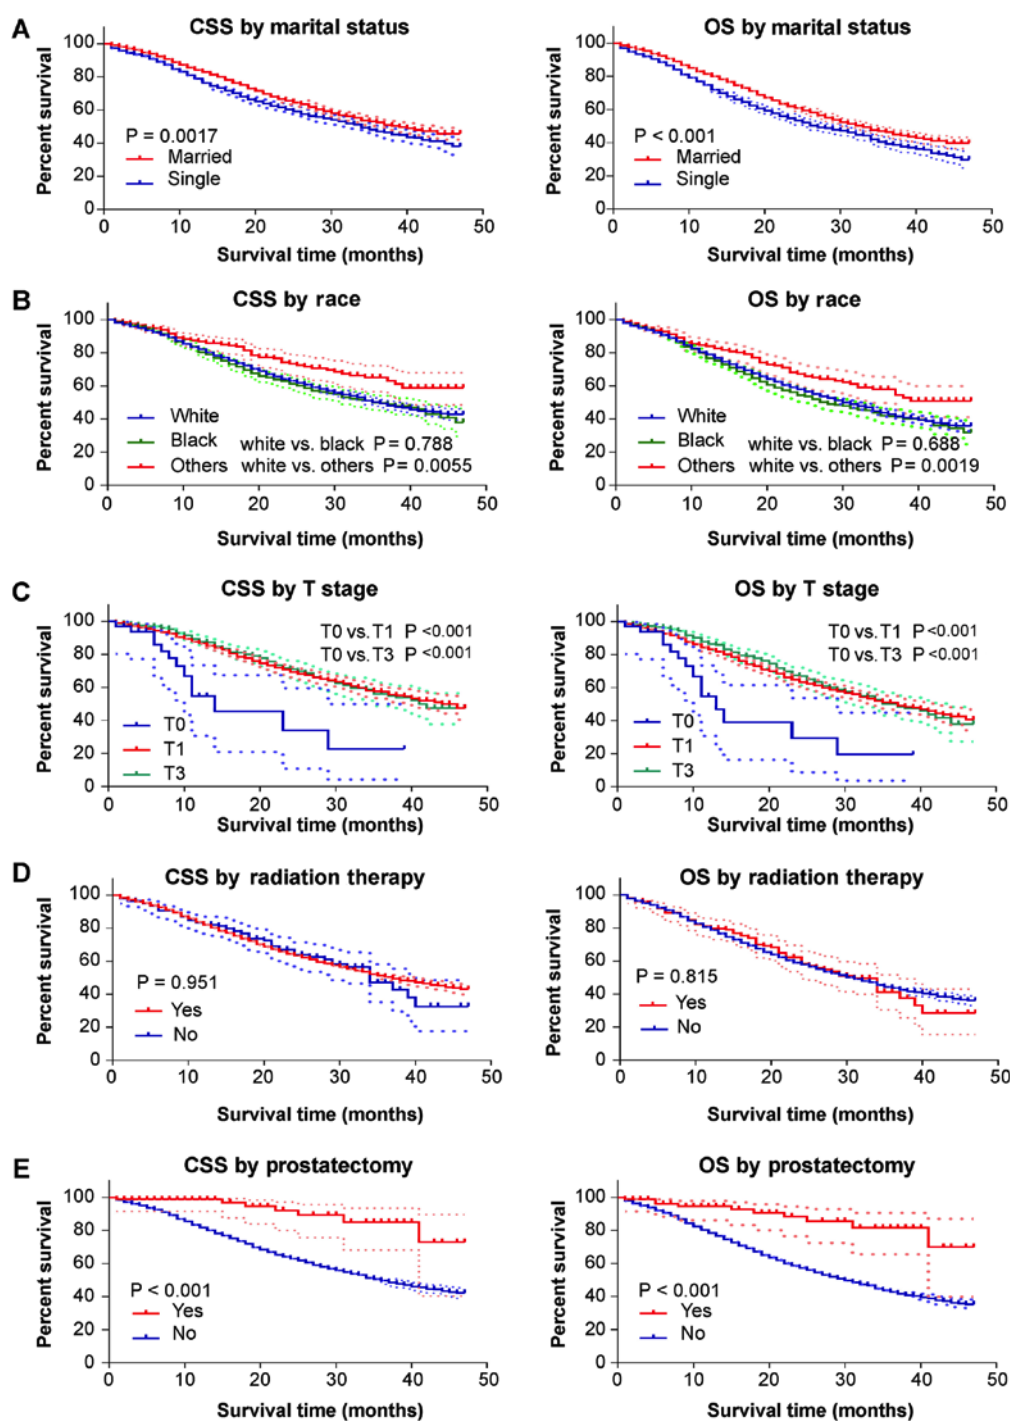 A
CSS by marital status
Percent survival
100
80
60
40
20
0
P = 0.0017
Married
Single
0 10 20 30 40 50
Survival time (months)
OS by marital status
Percent survival
100
80
60
40
20
0
P < 0.001
Married
Single
0 10 20 30 40 50
Survival time (months)
B
CSS by race
Percent survival
100
80
60
40
20
0
White
Black white vs. black P = 0.788
Others white vs. others P = 0.0055
0 10 20 30 40 50
Survival time (months)
OS by race
Percent survival
100
80
60
40
20
0
White
Black white vs. black P = 0.688
Others white vs. others P = 0.0019
0 10 20 30 40 50
Survival time (months)
C
CSS by T stage
Percent survival
100
80
60
40
20
0
T0 vs. T1 P <0.001
T0 vs. T3 P <0.001
T0
T1
T3
0 10 20 30 40 50
Survival time (months)
OS by T stage
Percent survival
100
80
60
40
20
0
T0 vs. T1 P <0.001
T0 vs. T3 P <0.001
T0
T1
T3
0 10 20 30 40 50
Survival time (months)
D
CSS by radiation therapy
Percent survival
100
80
60
40
20
0
P = 0.951
Yes
No
0 10 20 30 40 50
Survival time (months)
OS by radiation therapy
Percent survival
100
80
60
40
20
0
P = 0.815
Yes
No
0 10 20 30 40 50
Survival time (months)
E
CSS by prostatectomy
Percent survival
100
80
60
40
20
0
P < 0.001
Yes
No
0 10 20 30 40 50
Survival time (months)
OS by prostatectomy
Percent survival
100
80
60
40
20
0
P < 0.001
Yes
No
0 10 20 30 40 50
Survival time (months)